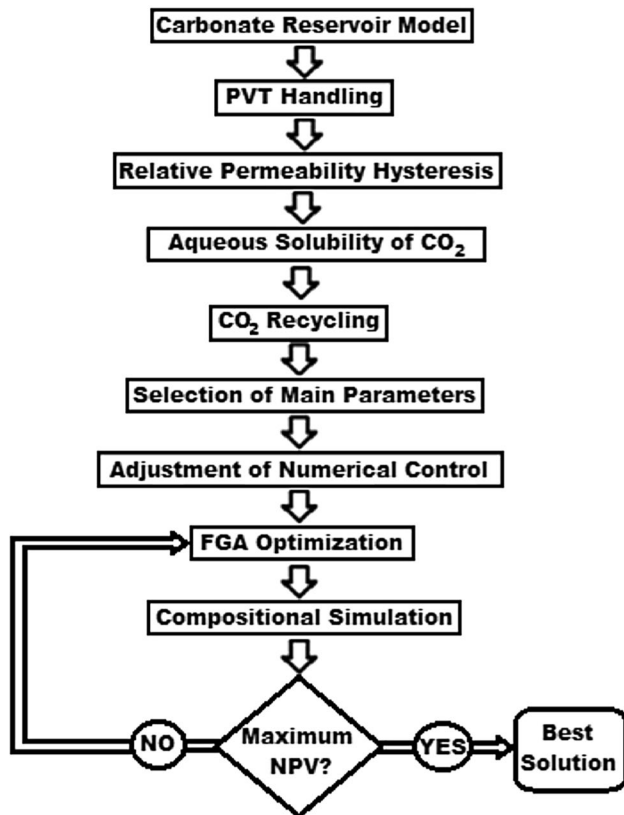 Carbonate Reservoir Model
PVT Handling
Relative Permeability Hysteresis
Aqueous Solubility of CO₂
CO₂ Recycling
Selection of Main Parameters
Adjustment of Numerical Control
FGA Optimization
Compositional Simulation
NO
Maximum
NPV?
YES
Best
Solution